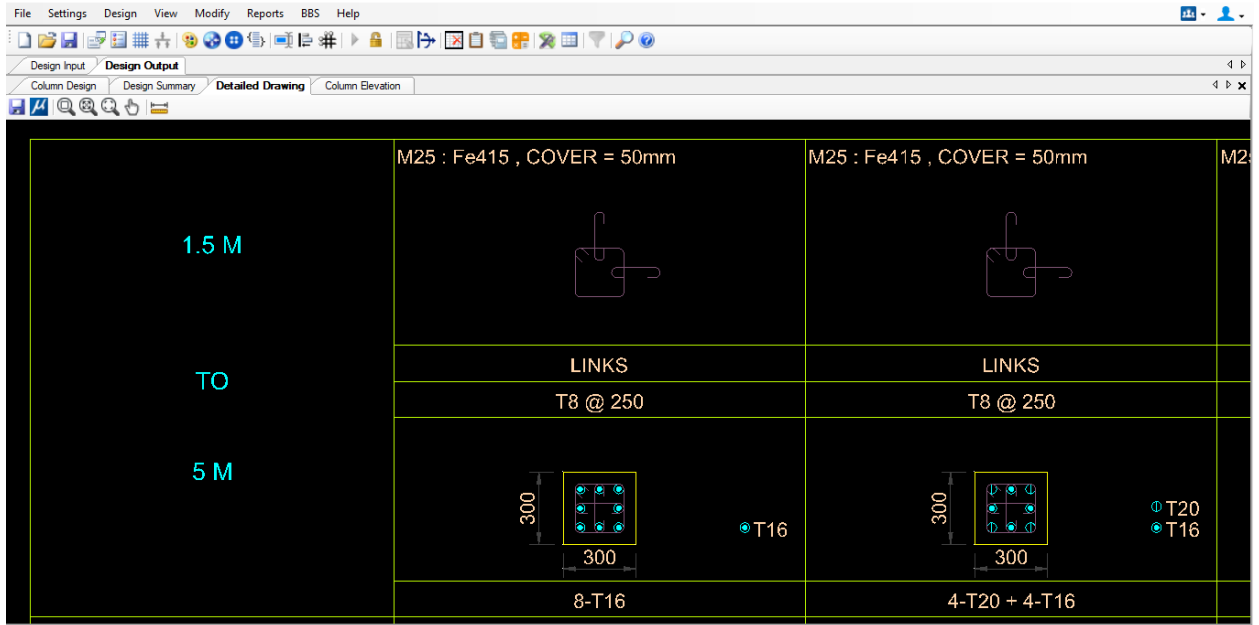 File Settings Design View Modify Reports BBS Help
Design Input Design Output
Column Design Design Summary Detailed Drawing Column Elevation
M25 : Fe415 , COVER = 50mm M25 : Fe415 , COVER = 50mm
1.5 M
LINKS LINKS
TO
T8 @ 250 T8 @ 250
5 M
300 300
T20
T16 T16
300 300
8-T16 4-T20 + 4-T16